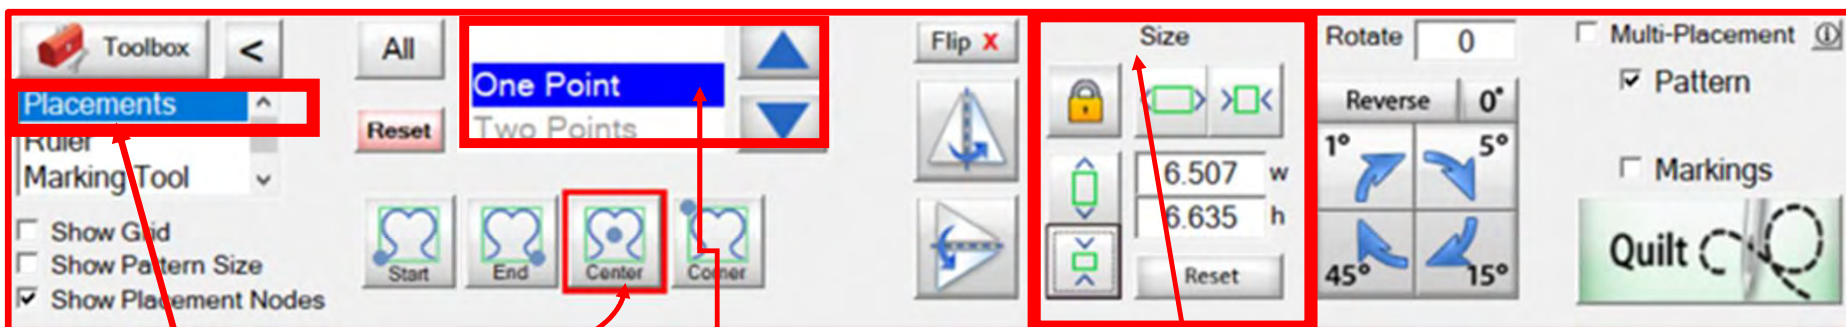 Toolbox
<
Placements
Ruler
Marking Tool
Show Grid
Show Pattern Size
Show Placement Nodes
All
Reset
One Point
Two Points
Start
End
Center
Corner
Flip X
Size
6.507 w
6.635 h
Reset
Rotate 0
Reverse 0°
1° 5°
45° 15°
Multi-Placement
Pattern
Markings
Quilt